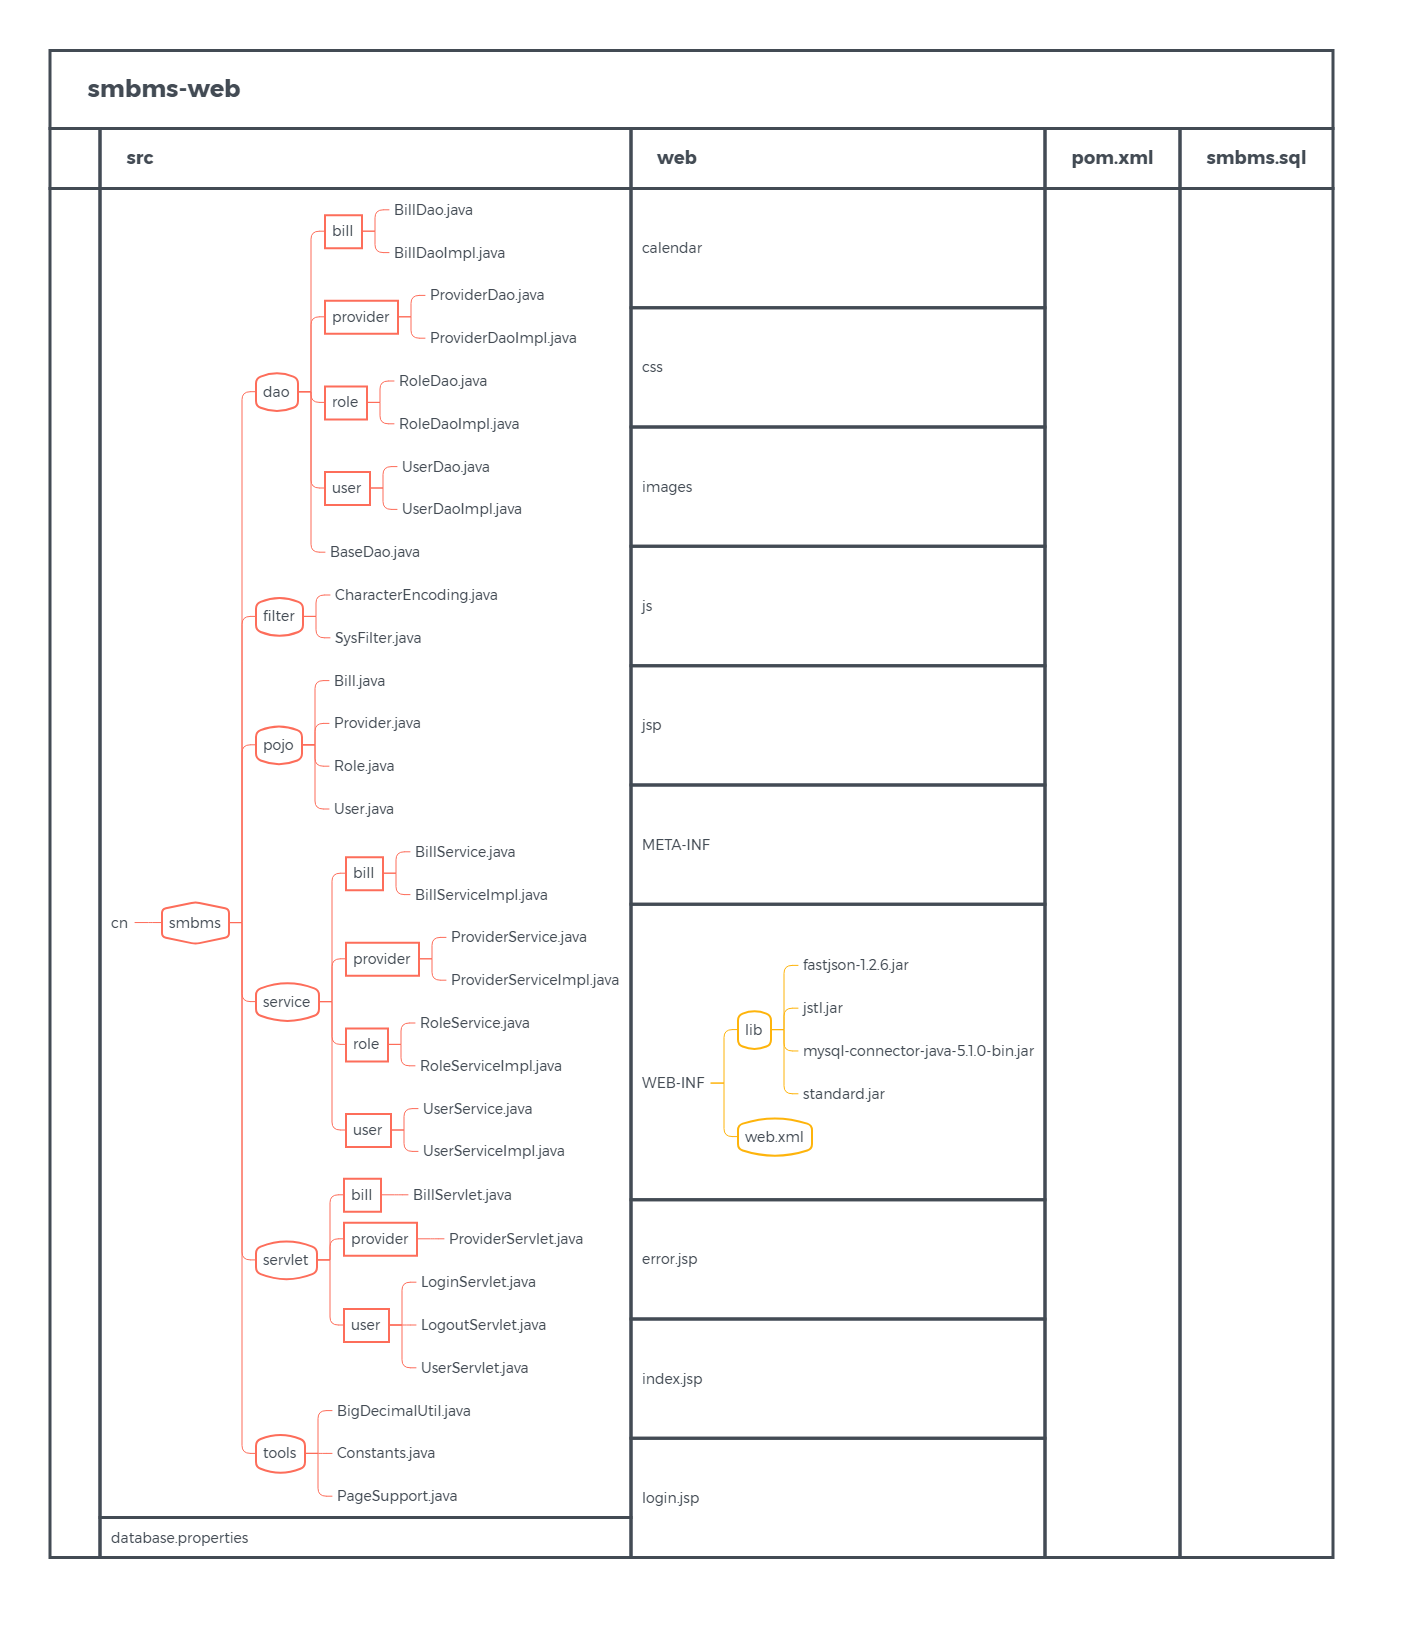 smbms-web
src
web
pom.xml
smbms.sql
cn
smbms
dao
bill
BillDao.java
BillDaoImpl.java
provider
ProviderDao.java
ProviderDaoImpl.java
role
RoleDao.java
RoleDaoImpl.java
user
UserDao.java
UserDaoImpl.java
BaseDao.java
filter
CharacterEncoding.java
SysFilter.java
pojo
Bill.java
Provider.java
Role.java
User.java
service
bill
BillService.java
BillServiceImpl.java
provider
ProviderService.java
ProviderServiceImpl.java
role
RoleService.java
RoleServiceImpl.java
user
UserService.java
UserServiceImpl.java
servlet
bill
BillServlet.java
provider
ProviderServlet.java
user
LoginServlet.java
LogoutServlet.java
UserServlet.java
tools
BigDecimalUtil.java
Constants.java
PageSupport.java
database.properties
calendar
css
images
js
jsp
META-INF
WEB-INF
lib
fastjson-1.2.6.jar
jstl.jar
mysql-connector-java-5.1.0-bin.jar
standard.jar
web.xml
error.jsp
index.jsp
login.jsp